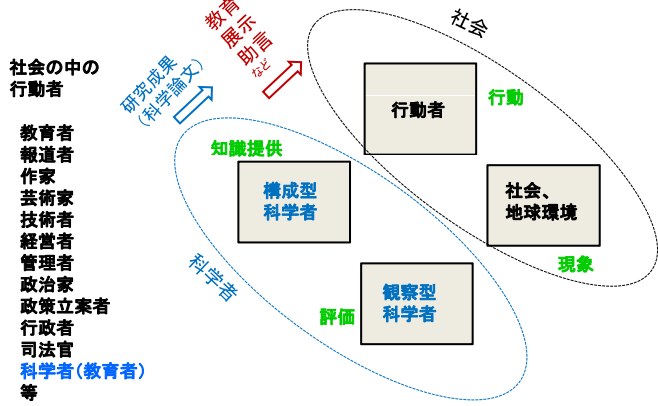 社会の中の
行動者
教育者
報道者
作家
芸術家
技術者
経営者
管理者
政治家
政策立案者
行政者
司法官
科学者(教育者)
等
研究成果
(科学論文)
教育
展示
助言
など
社会
行動者
行動
社会、
地球環境
現象
知識提供
構成型
科学者
科学者
観察型
科学者
評価